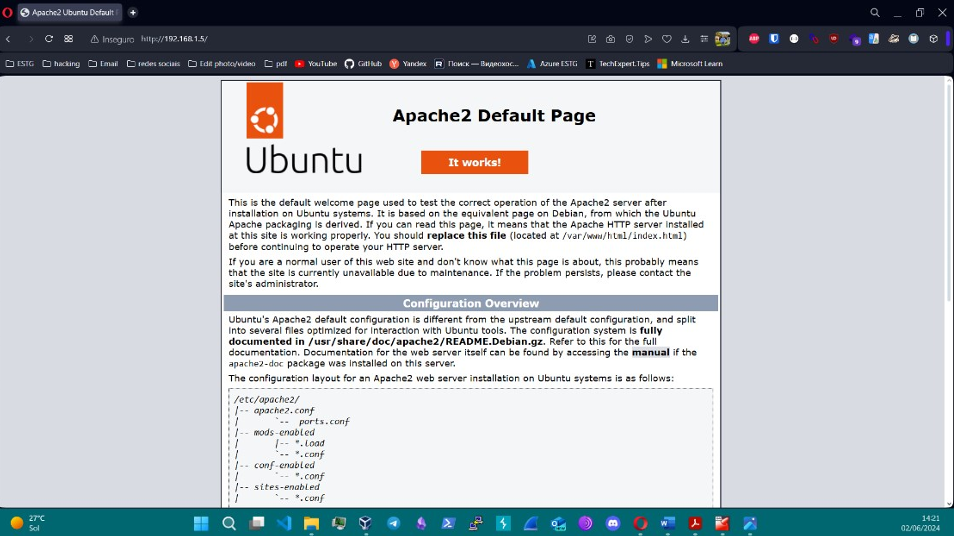 Apache2 Ubuntu Default P
Inseguro http://192.168.1.5/
ESTG hacking Email redes sociais Edit photo/video pdf YouTube GitHub Yandex Поиск — Видеохос... Azure ESTG TechExpert.Tips Microsoft Learn
Apache2 Default Page
Ubuntu
It works!
This is the default welcome page used to test the correct operation of the Apache2 server after
installation on Ubuntu systems. It is based on the equivalent page on Debian, from which the Ubuntu
Apache packaging is derived. If you can read this page, it means that the Apache HTTP server installed
at this site is working properly. You should replace this file (located at /var/www/html/index.html)
before continuing to operate your HTTP server.
If you are a normal user of this web site and don't know what this page is about, this probably means
that the site is currently unavailable due to maintenance. If the problem persists, please contact the
site's administrator.
Configuration Overview
Ubuntu's Apache2 default configuration is different from the upstream default configuration, and split
into several files optimized for interaction with Ubuntu tools. The configuration system is fully
documented in /usr/share/doc/apache2/README.Debian.gz. Refer to this for the full
documentation. Documentation for the web server itself can be found by accessing the manual if the
apache2-doc package was installed on this server.
The configuration layout for an Apache2 web server installation on Ubuntu systems is as follows:
/etc/apache2/
|-- apache2.conf
|       `--  ports.conf
|-- mods-enabled
|       |-- *.load
|       `-- *.conf
|-- conf-enabled
|       `-- *.conf
|-- sites-enabled
|       `-- *.conf
27°C
Sol
14:21
02/06/2024